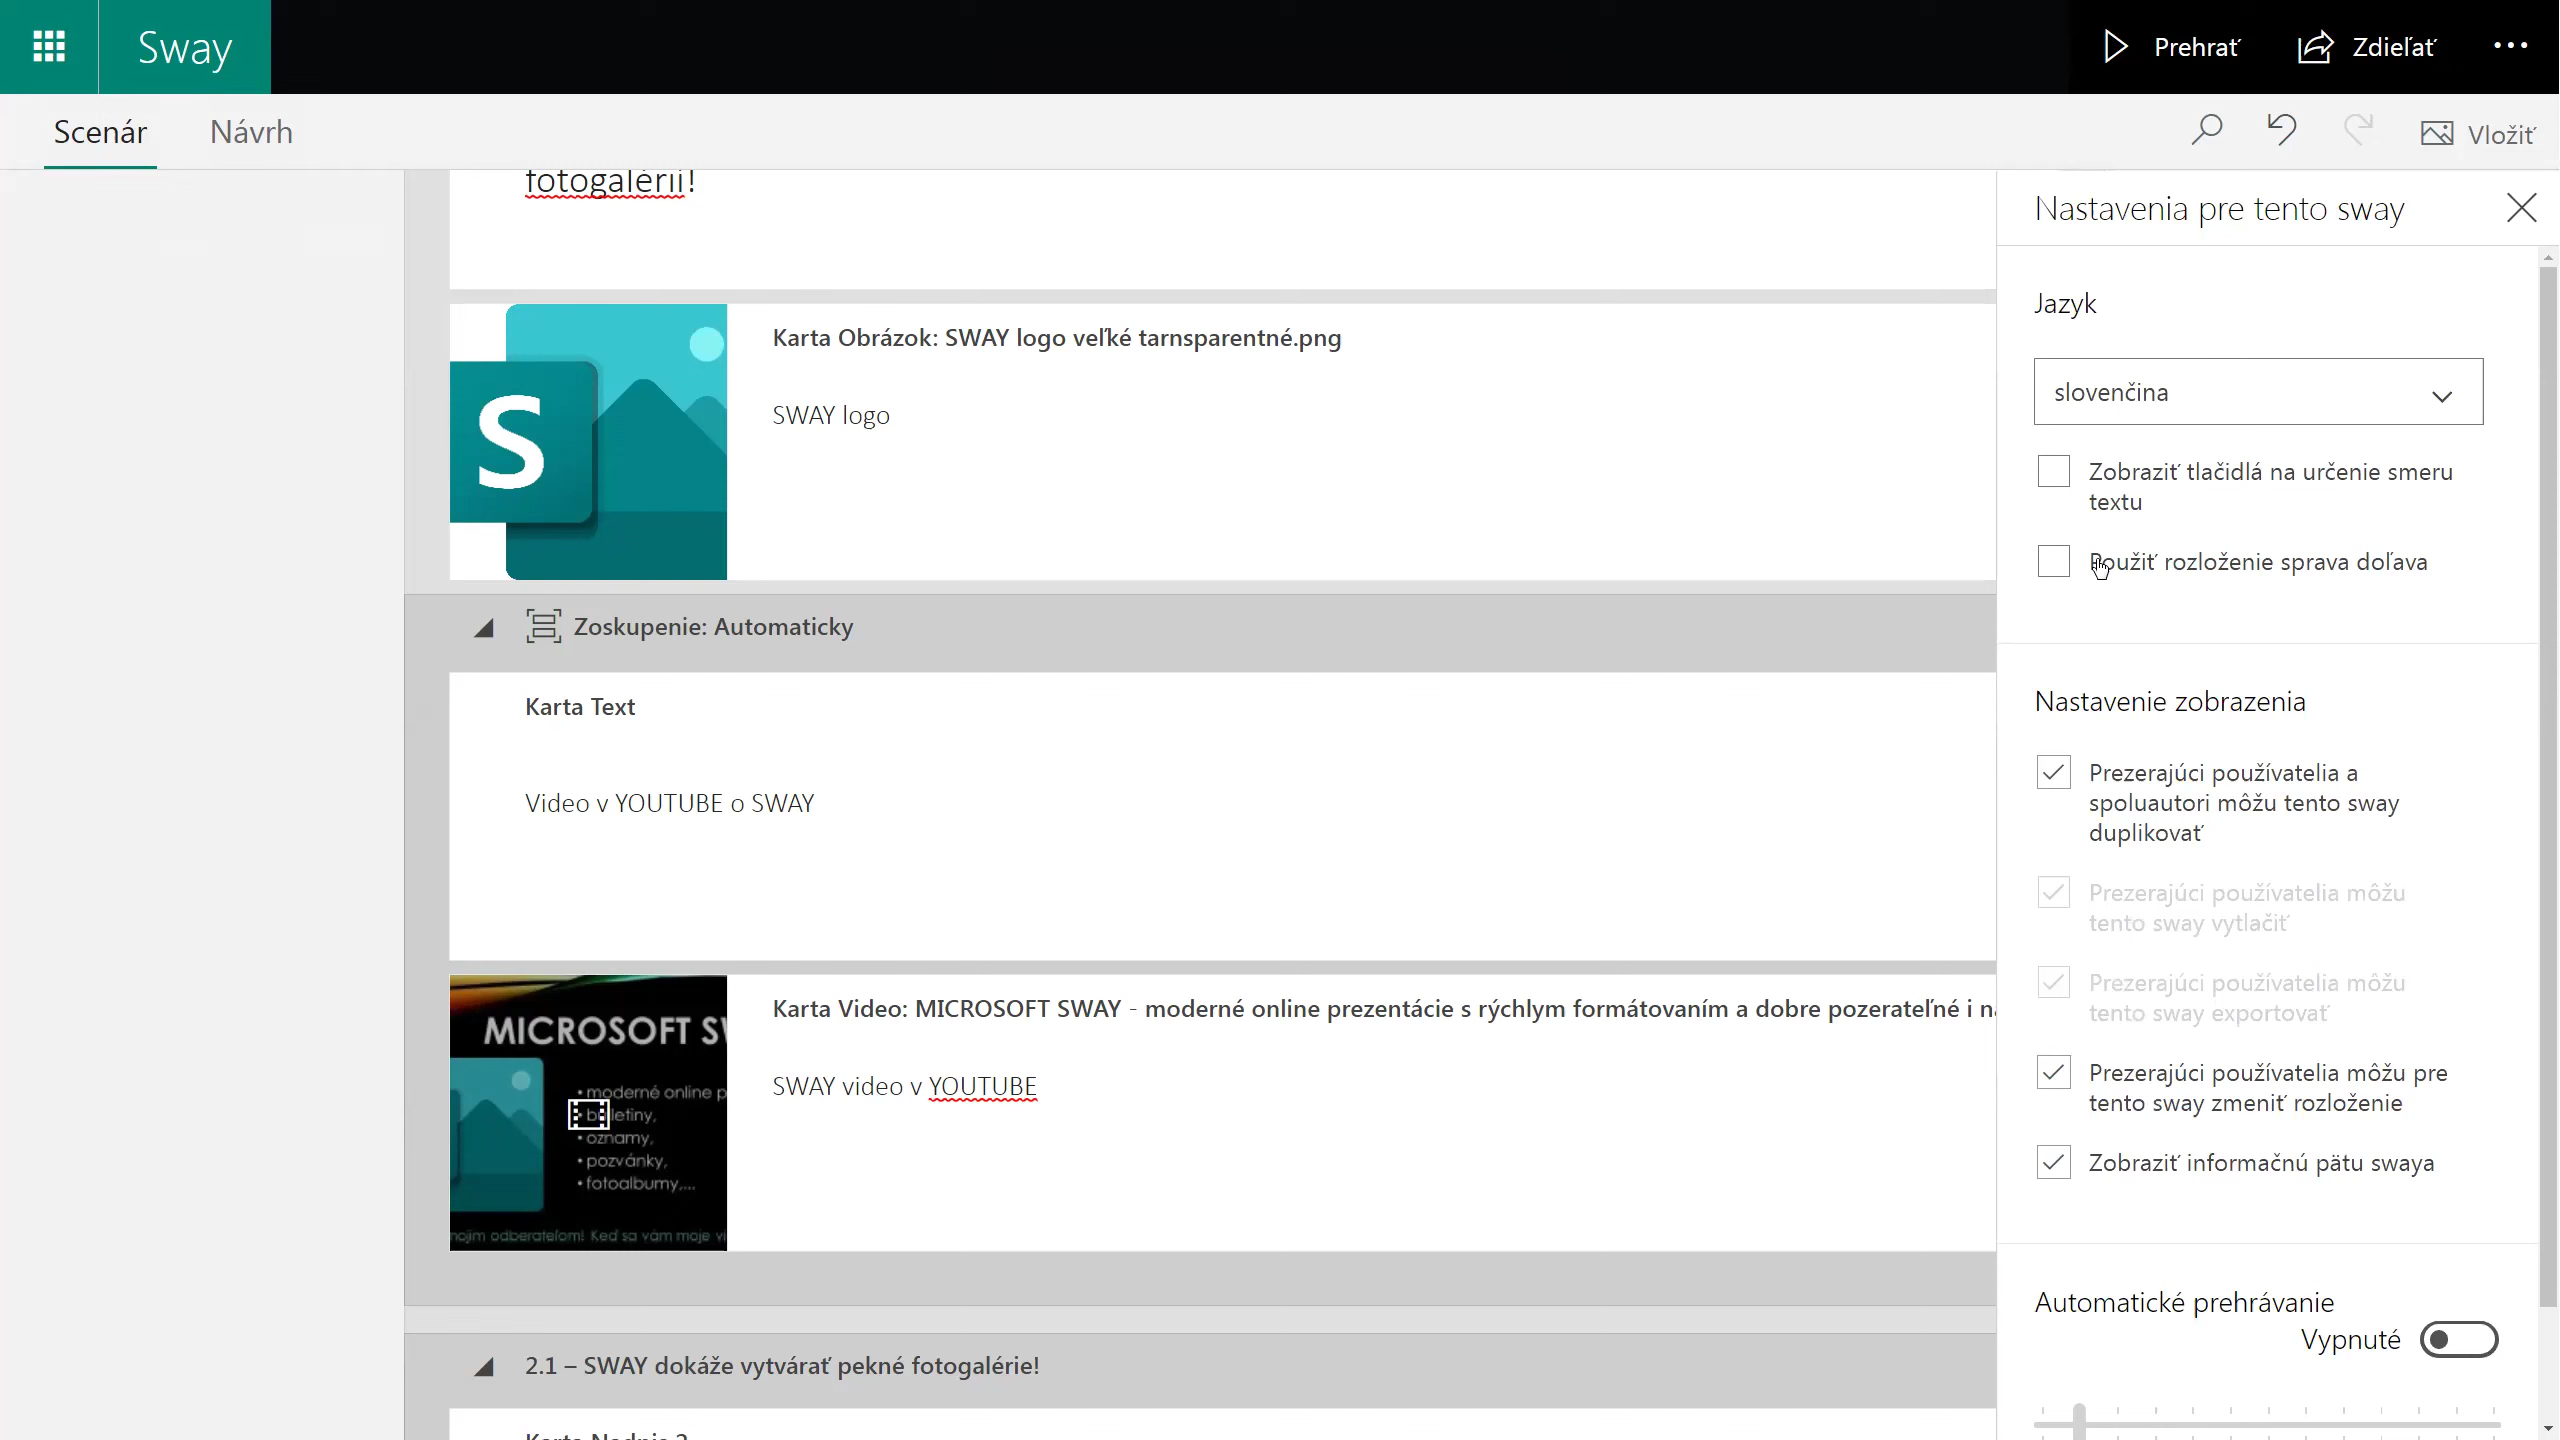 Sway
Prehrať
Zdieľať
Scenár
Návrh
Vložiť
fotogalérií!
Karta Obrázok: SWAY logo veľké tarnsparentné.png
S
SWAY logo
Zoskupenie: Automaticky
Karta Text
Video v YOUTUBE o SWAY
Karta Video: MICROSOFT SWAY - moderné online prezentácie s rýchlym formátovaním a dobre pozerateľné i na
MICROSOFT SW
• moderné online p
oznamy,
• pozvánky,
• fotoalbumy,...
SWAY video v YOUTUBE
2.1 – SWAY dokáže vytvárať pekné fotogalérie!
Nastavenia pre tento sway
Jazyk
slovenčina
Zobraziť tlačidlá na určenie smeru
textu
Použiť rozloženie sprava doľava
Nastavenie zobrazenia
Prezerajúci používatelia a
spoluautori môžu tento sway
duplikovať
Prezerajúci používatelia môžu
tento sway vytlačiť
Prezerajúci používatelia môžu
tento sway exportovať
Prezerajúci používatelia môžu pre
tento sway zmeniť rozloženie
Zobraziť informačnú pätu swaya
Automatické prehrávanie
Vypnuté